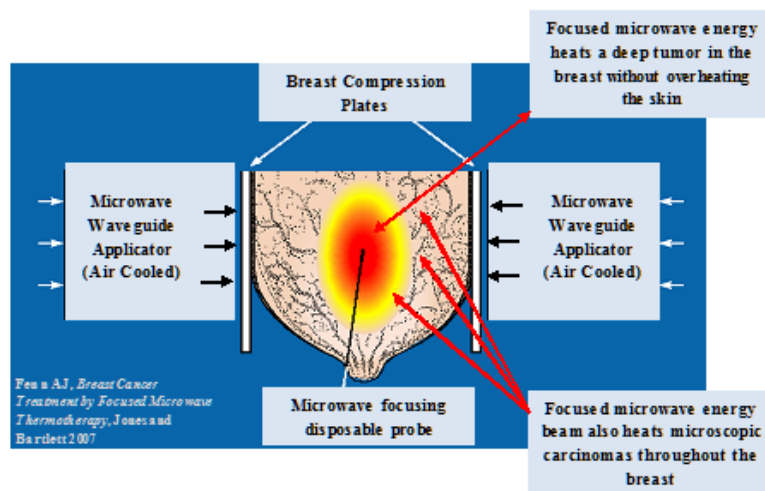 Focused microwave energy
heats a deep tumor in the
breast without overheating
the skin
Breast Compression
Plates
Microwave
Waveguide
Applicator
(Air Cooled)
Microwave
Waveguide
Applicator
(Air Cooled)
Fenn AJ, Breast Cancer
Treatment by Focused Microwave
Thermotherapy, Jones and
Bartlett 2007
Microwave focusing
disposable probe
Focused microwave energy
beam also heats microscopic
carcinomas throughout the
breast